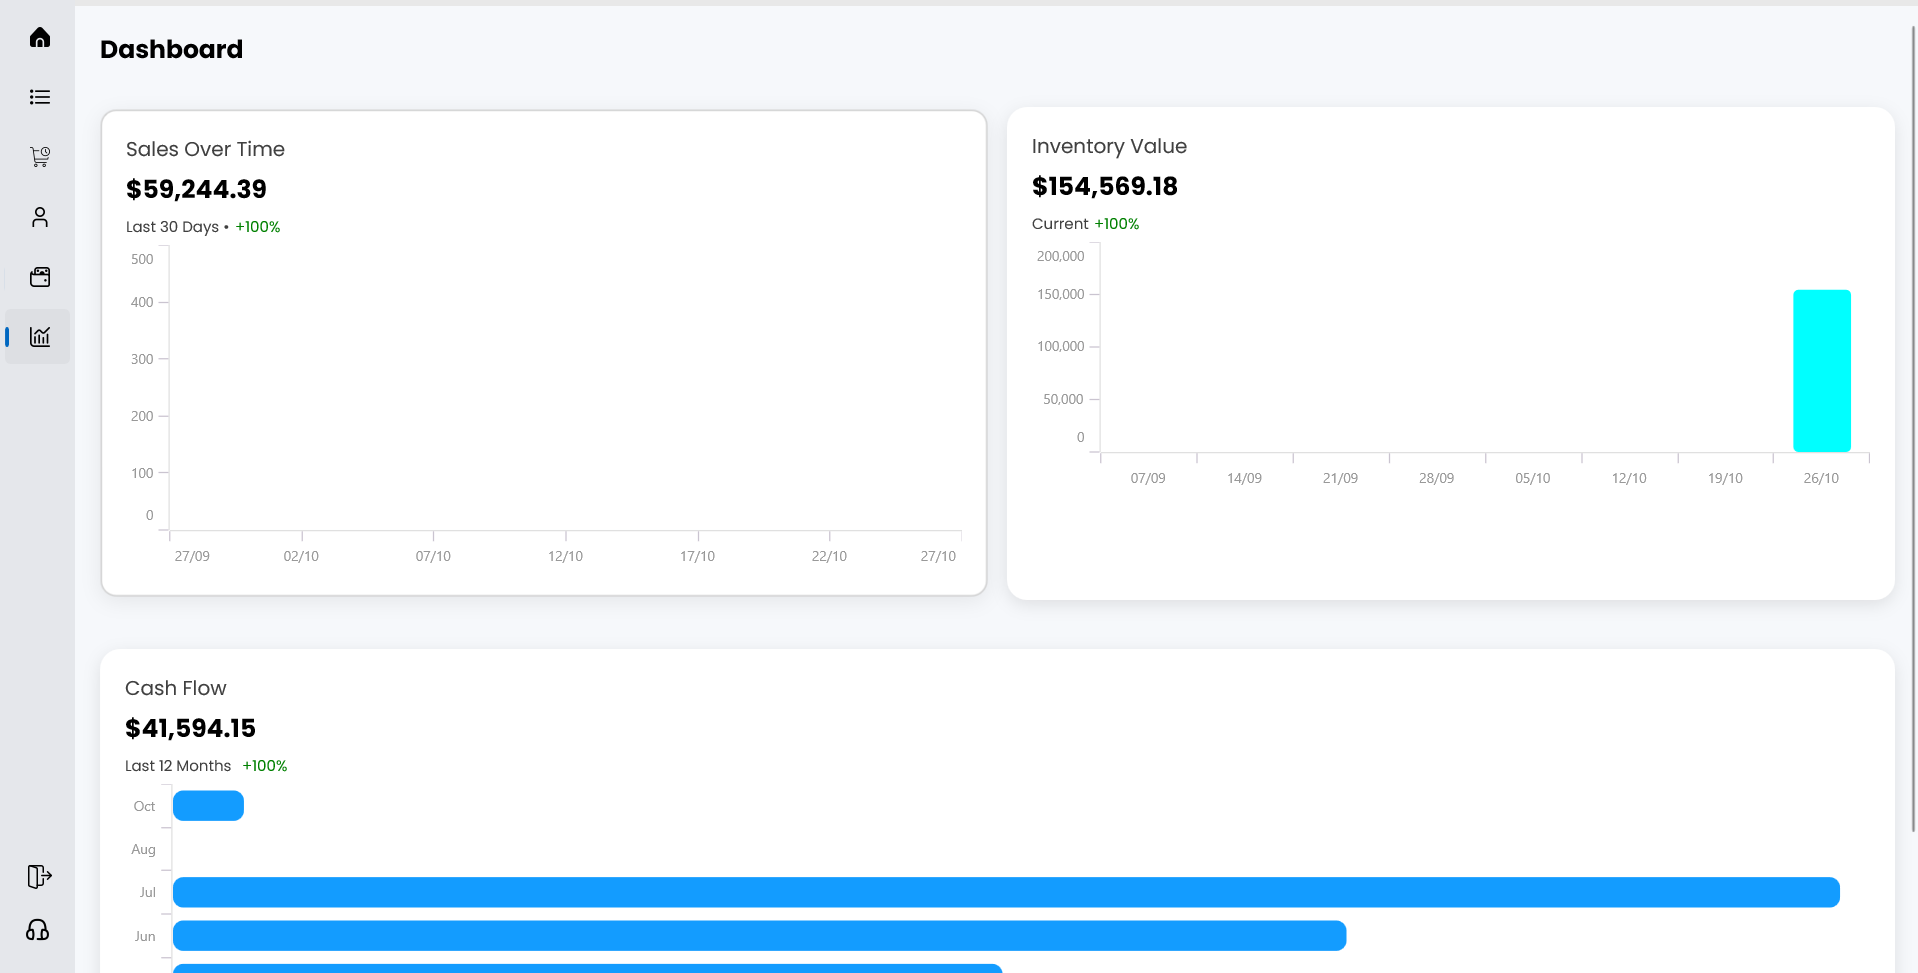 Dashboard
Sales Over Time
$59,244.39
Last 30 Days • +100%
500
400
300
200
100
0
27/09 02/10 07/10 12/10 17/10 22/10 27/10
Inventory Value
$154,569.18
Current +100%
200,000
150,000
100,000
50,000
0
07/09 14/09 21/09 28/09 05/10 12/10 19/10 26/10
Cash Flow
$41,594.15
Last 12 Months +100%
Oct
Aug
Jul
Jun